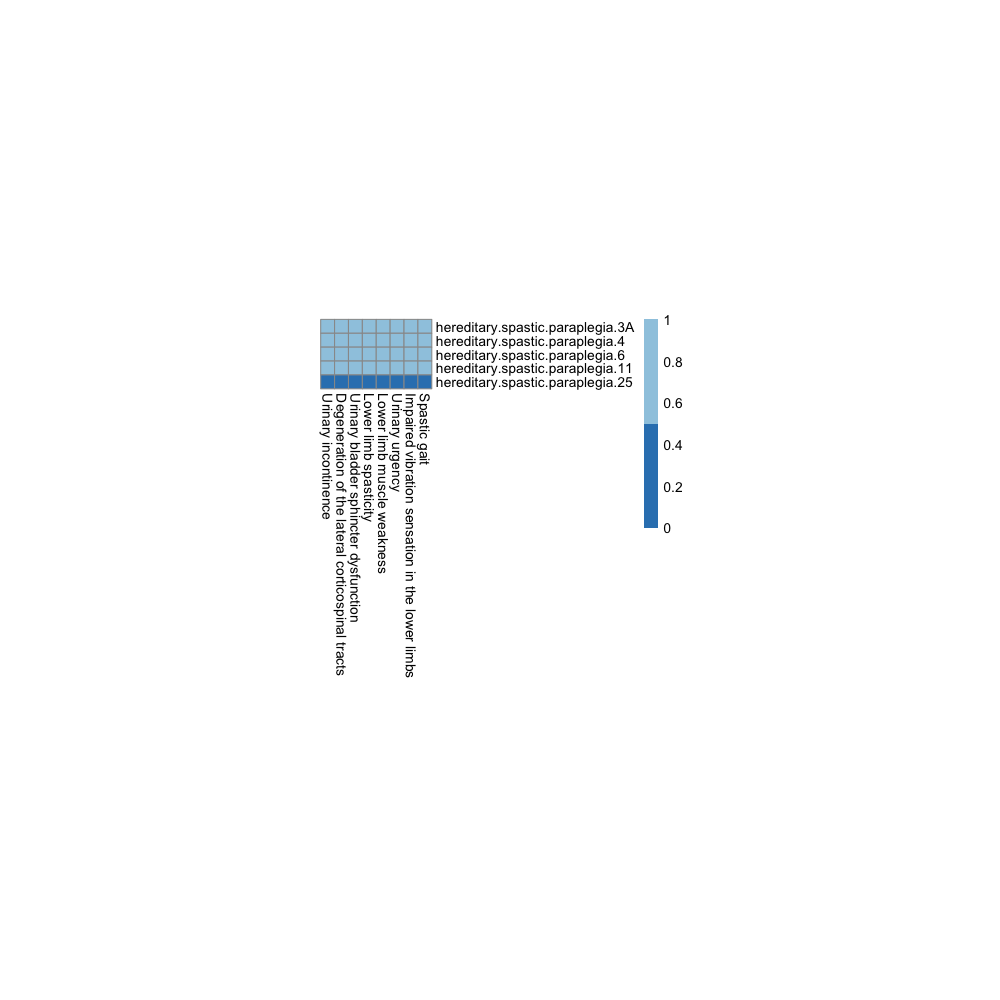 hereditary.spastic.paraplegia.3A
hereditary.spastic.paraplegia.4
hereditary.spastic.paraplegia.6
hereditary.spastic.paraplegia.11
hereditary.spastic.paraplegia.25
1
0.8
0.6
0.4
0.2
0
Urinary incontinence
Degeneration of the lateral corticospinal tracts
Urinary bladder sphincter dysfunction
Lower limb spasticity
Lower limb muscle weakness
Urinary urgency
Impaired vibration sensation in the lower limbs
Spastic gait